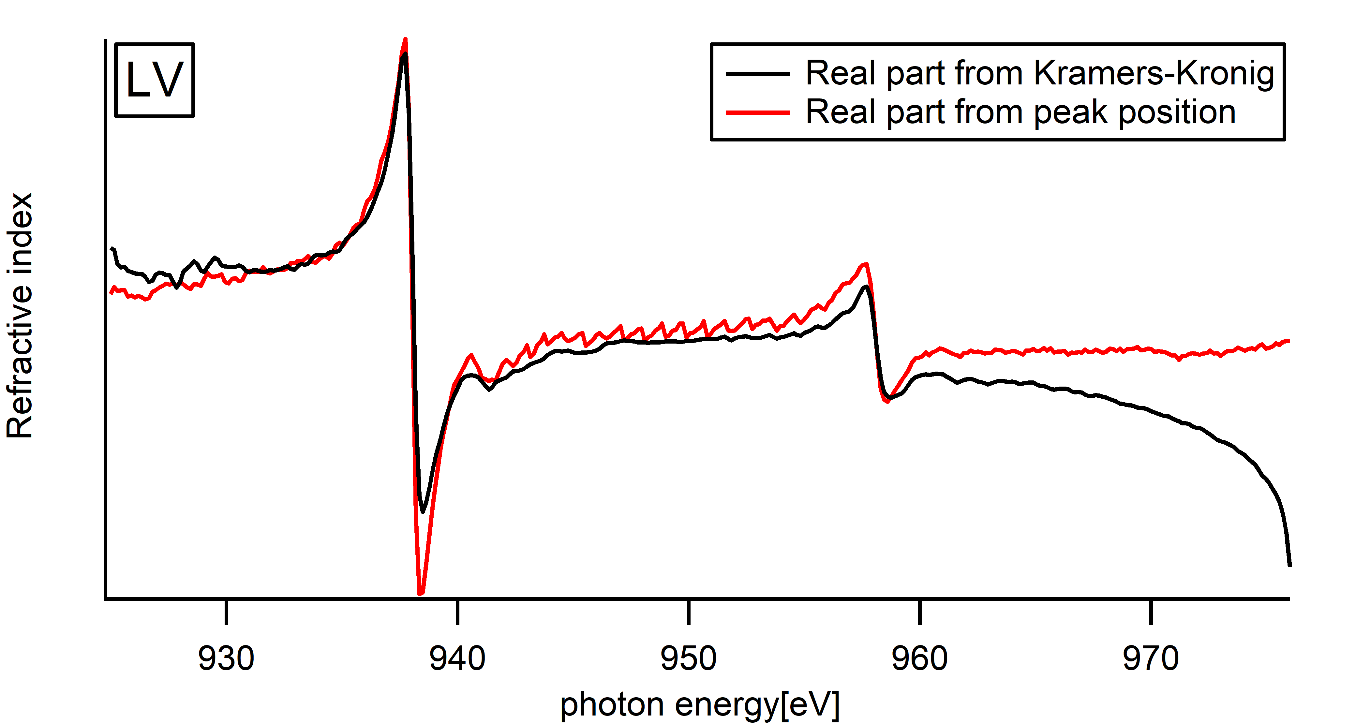 LV
Real part from Kramers-Kronig
Real part from peak position
Refractive index
930
940
950
960
970
photon energy[eV]